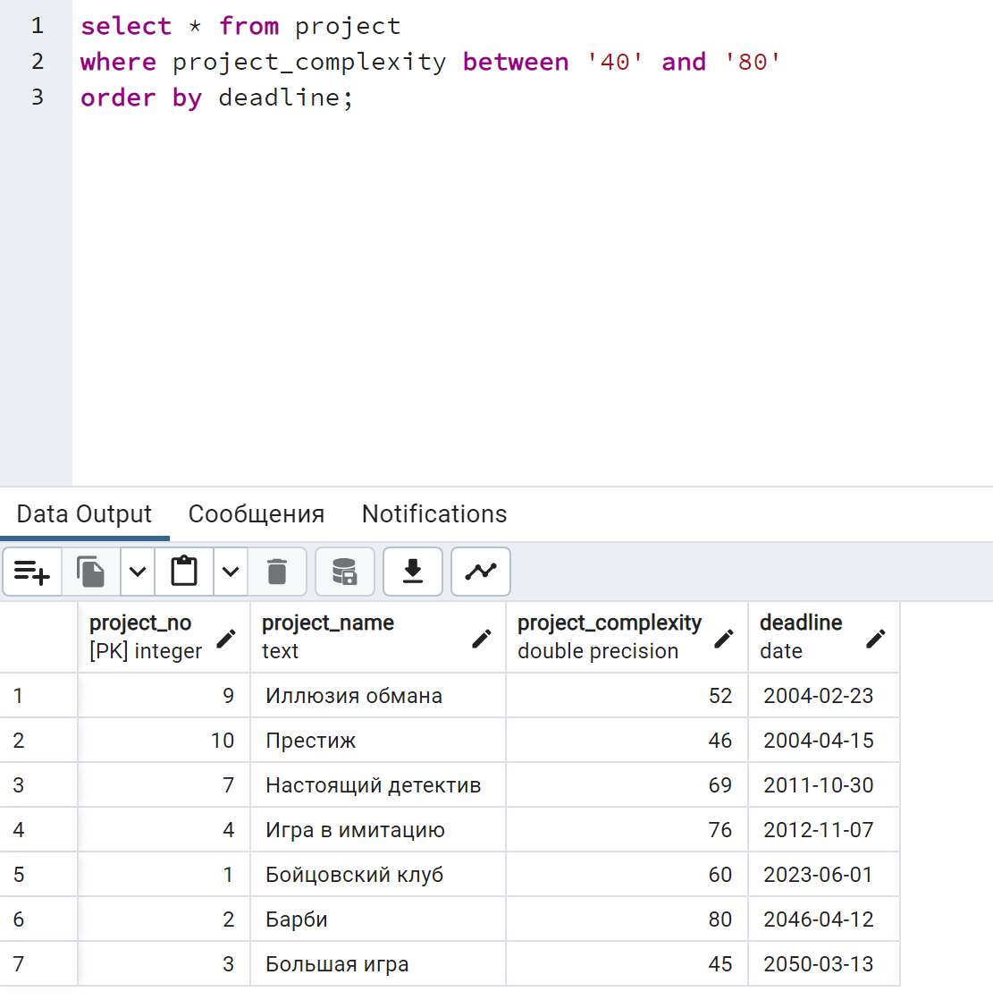 1 select * from project
2 where project_complexity between '40' and '80'
3 order by deadline;
Data Output Сообщения Notifications
project_no project_name project_complexity deadline
[PK] integer text double precision date
1 9 Иллюзия обмана 52 2004-02-23
2 10 Престиж 46 2004-04-15
3 7 Настоящий детектив 69 2011-10-30
4 4 Игра в имитацию 76 2012-11-07
5 1 Бойцовский клуб 60 2023-06-01
6 2 Барби 80 2046-04-12
7 3 Большая игра 45 2050-03-13